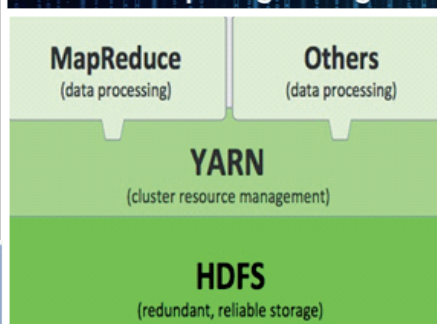 MapReduce
(data processing)
Others
(data processing)
YARN
(cluster resource management)
HDFS
(redundant, reliable storage)